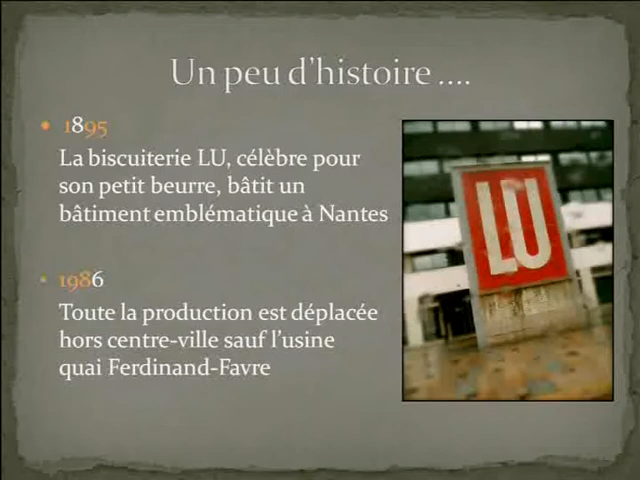 Un peu d'histoire ....
1895
La biscuiterie LU, célèbre pour
son petit beurre, bâtit un
bâtiment emblématique à Nantes
1986
Toute la production est déplacée
hors centre-ville sauf l'usine
quai Ferdinand-Favre
LU